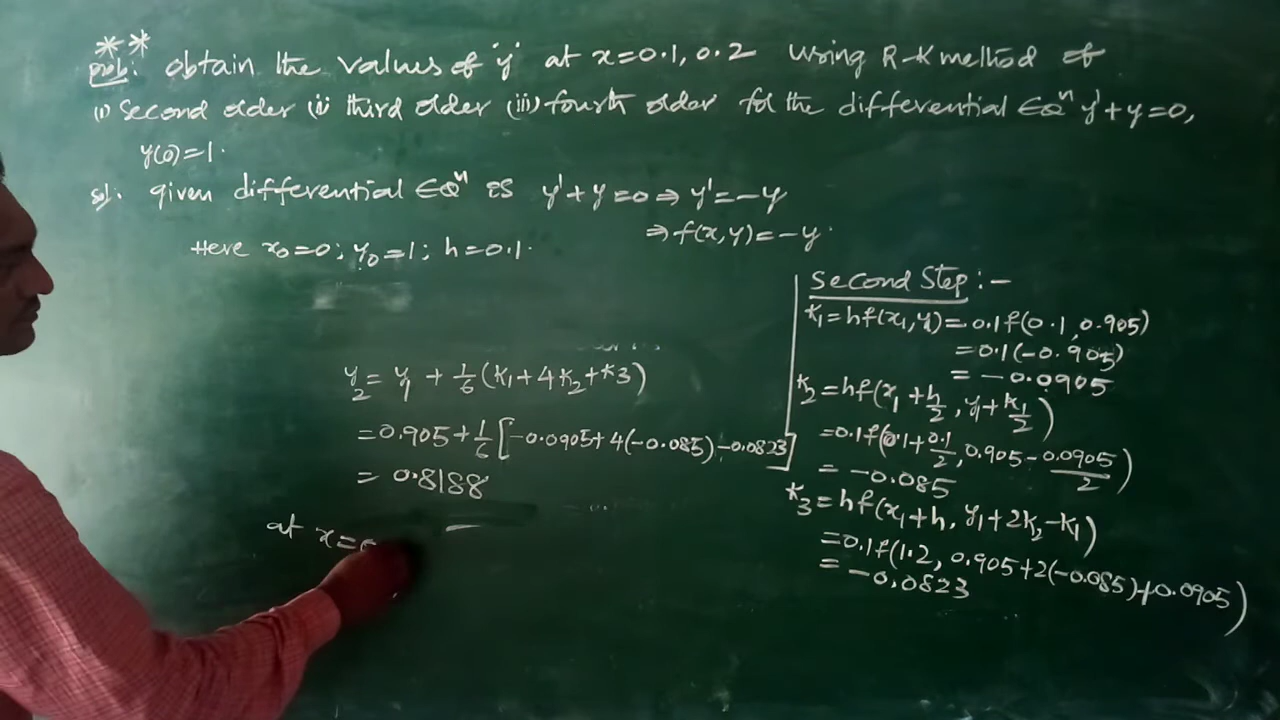 **
prob: obtain the values of 'y' at x=0.1, 0.2 using R-K method of
(i) Second order (ii) third order (iii) fourth order for the differential Eqⁿ y'+y=0,
y(0)=1.
sol: given differential Eqⁿ is y'+y=0 ⇒ y'=-y
⇒ f(x,y)=-y.
Here x₀=0; y₀=1; h=0.1.
y₂ = y₁ + 1/6 (k₁+4k₂+k₃)
=0.905+1/6[-0.0905+4(-0.085)-0.0823]
= 0.8188
at x=0
Second Step:-
k₁=hf(x₁,y₁)=0.1f(0.1,0.905)
=0.1(-0.905)
= -0.0905
k₂=hf(x₁+h/2, y₁+k₁/2)
=0.1f(0.1+0.1/2, 0.905-0.0905/2)
= -0.085
k₃=hf(x₁+h, y₁+2k₂-k₁)
=0.1f(1.2, 0.905+2(-0.085)+0.0905)
= -0.0823